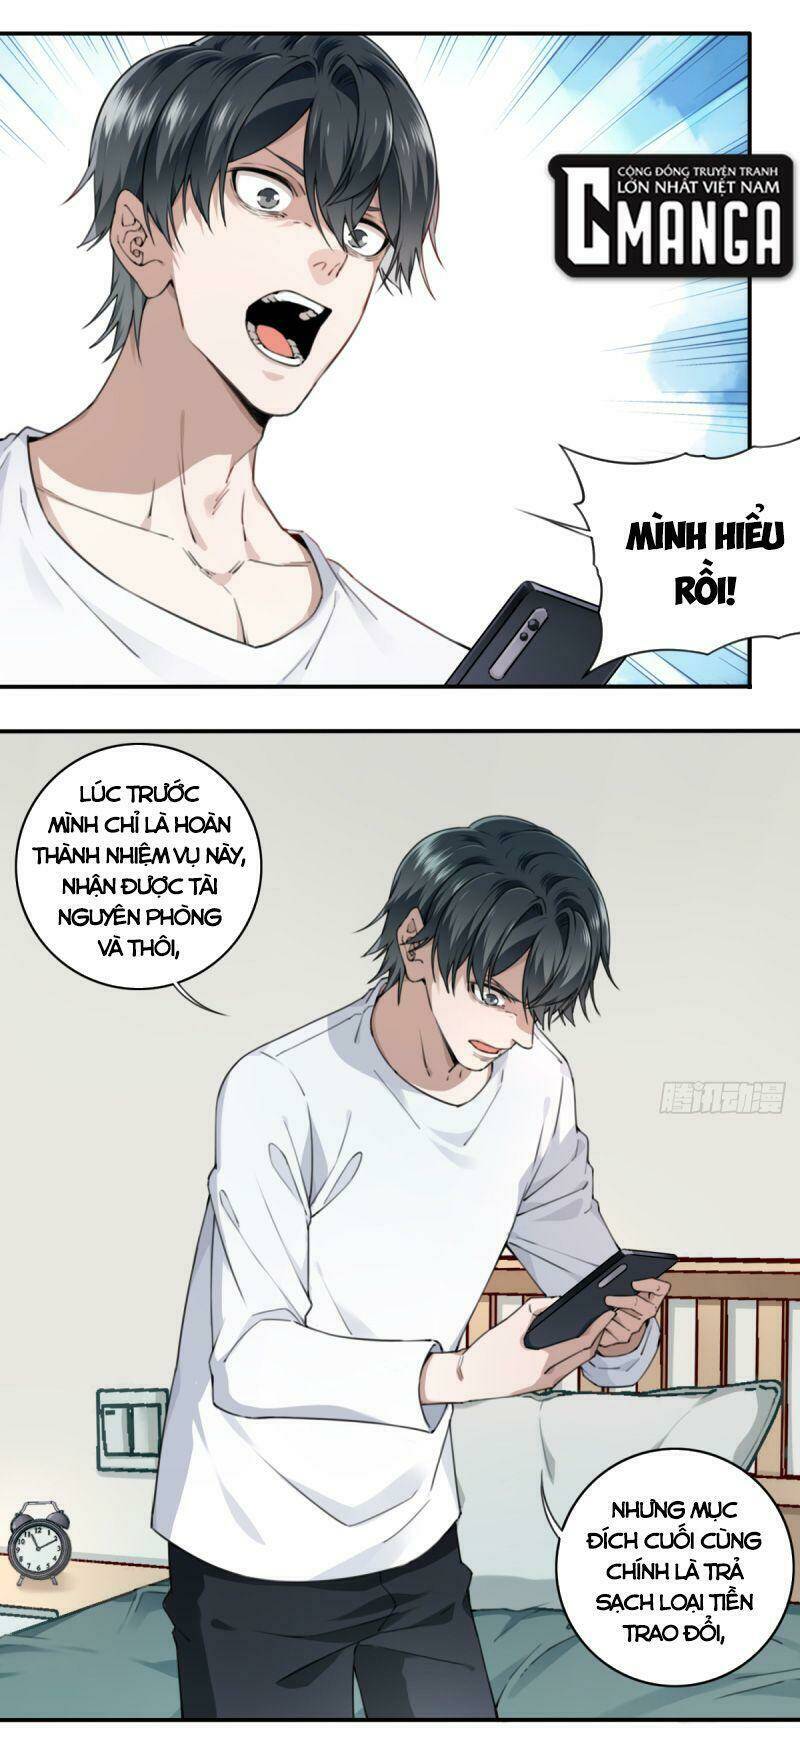 CỘNG ĐỒNG TRUYỆN TRANH
LỚN NHẤT VIỆT NAM
CMANGA
MÌNH HIỂU
RỒI!
LÚC TRƯỚC
MÌNH CHỈ LÀ HOÀN
THÀNH NHIỆM VỤ NÀY,
NHẬN ĐƯỢC TÀI
NGUYÊN PHÒNG
VÀ THÔI,
腾讯动漫
NHƯNG MỤC
ĐÍCH CUỐI CÙNG
CHÍNH LÀ TRẢ
SẠCH LOẠI TIỀN
TRAO ĐỔI,